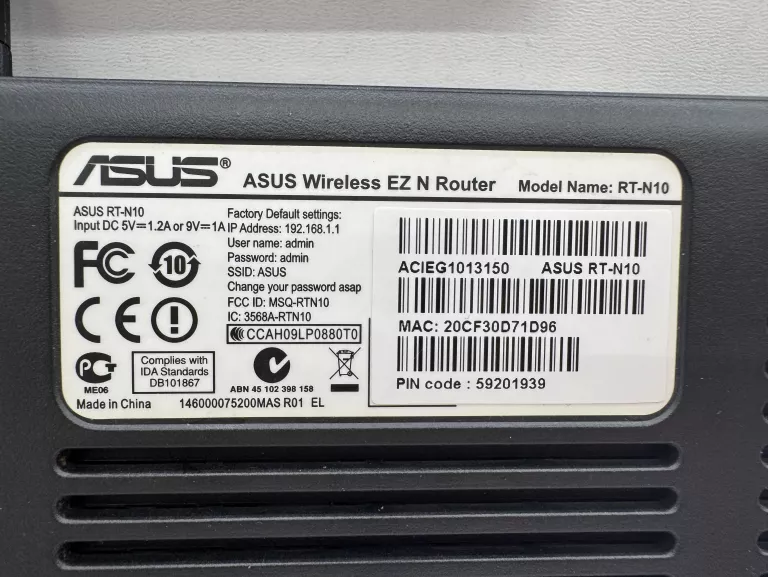 ASUS® ASUS Wireless EZ N Router Model Name: RT-N10
ASUS RT-N10
Input DC 5V⎓1.2A or 9V⎓1A
Factory Default settings:
IP Address: 192.168.1.1
User name: admin
Password: admin
SSID: ASUS
Change your password asap
FCC ID: MSQ-RTN10
IC: 3568A-RTN10
CCAH09LP0880T0
FC
10
CE
ME06
Complies with
IDA Standards
DB101867
ABN 45 102 398 158
Made in China 146000075200MAS R01 EL
ACIEG1013150 ASUS RT-N10
MAC: 20CF30D71D96
PIN code : 59201939